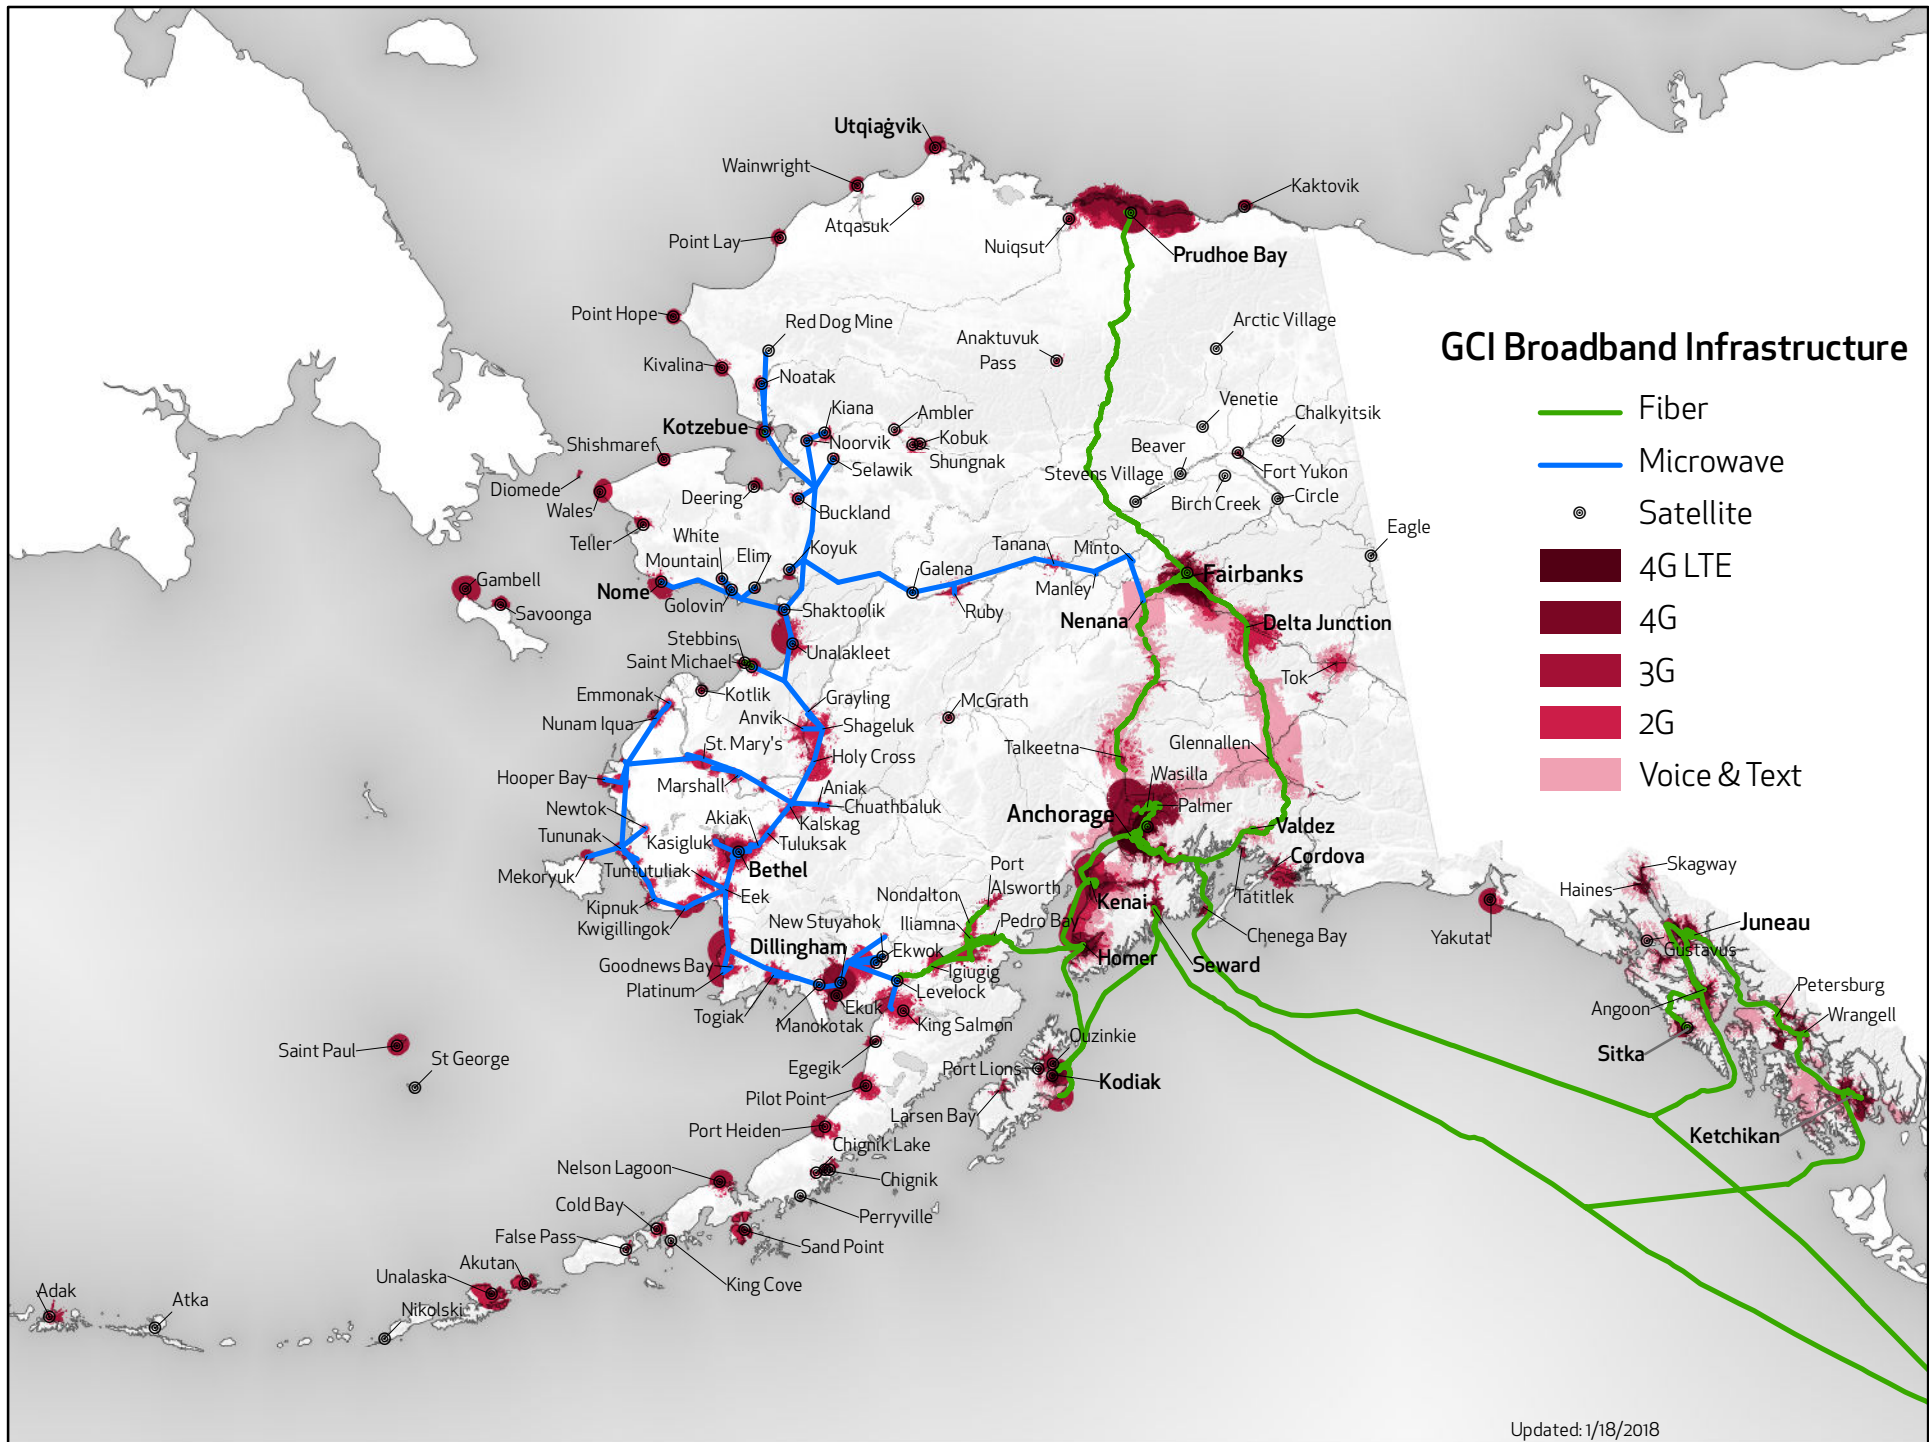 Utqiaġvik
Wainwright
Kaktovik
Atqasuk
Point Lay
Nuiqsut
Prudhoe Bay
Point Hope
Red Dog Mine
Arctic Village
Anaktuvuk
Pass
Kivalina
Noatak
GCI Broadband Infrastructure
Fiber
Microwave
Satellite
4G LTE
4G
3G
2G
Voice & Text
Kiana
Ambler
Venetie
Chalkyitsik
Kotzebue
Noorvik
Kobuk
Shishmaref
Selawik
Shungnak
Beaver
Stevens Village
Fort Yukon
Diomede
Wales
Deering
Buckland
Birch Creek
Circle
Teller
White
Mountain
Elim
Koyuk
Tanana
Minto
Eagle
Gambell
Nome
Golovin
Galena
Manley
Fairbanks
Savoonga
Shaktoolik
Ruby
Nenana
Delta Junction
Stebbins
Saint Michael
Unalakleet
Tok
Emmonak
Kotlik
Grayling
McGrath
Nunam Iqua
Anvik
Shageluk
St. Mary's
Talkeetna
Glennallen
Holy Cross
Hooper Bay
Marshall
Wasilla
Aniak
Newtok
Chuathbaluk
Palmer
Akiak
Kalskag
Anchorage
Tununak
Kasigluk
Tuluksak
Valdez
Mekoryuk
Tuntutuliak
Bethel
Port
Alsworth
Cordova
Skagway
Haines
Eek
Nondalton
Kenai
Tatitlek
Kipnuk
New Stuyahok
Iliamna
Pedro Bay
Yakutat
Juneau
Kwigillingok
Dillingham
Ekwok
Chenega Bay
Gustavus
Goodnews Bay
Igiugig
Homer
Seward
Platinum
Levelock
Angoon
Petersburg
Togiak
Manokotak
Ekuk
King Salmon
Wrangell
Saint Paul
St George
Egegik
Ouzinkie
Port Lions
Sitka
Kodiak
Pilot Point
Larsen Bay
Port Heiden
Chignik Lake
Ketchikan
Nelson Lagoon
Chignik
Cold Bay
Perryville
False Pass
Sand Point
Akutan
Unalaska
King Cove
Adak
Atka
Nikolski
Updated: 1/18/2018